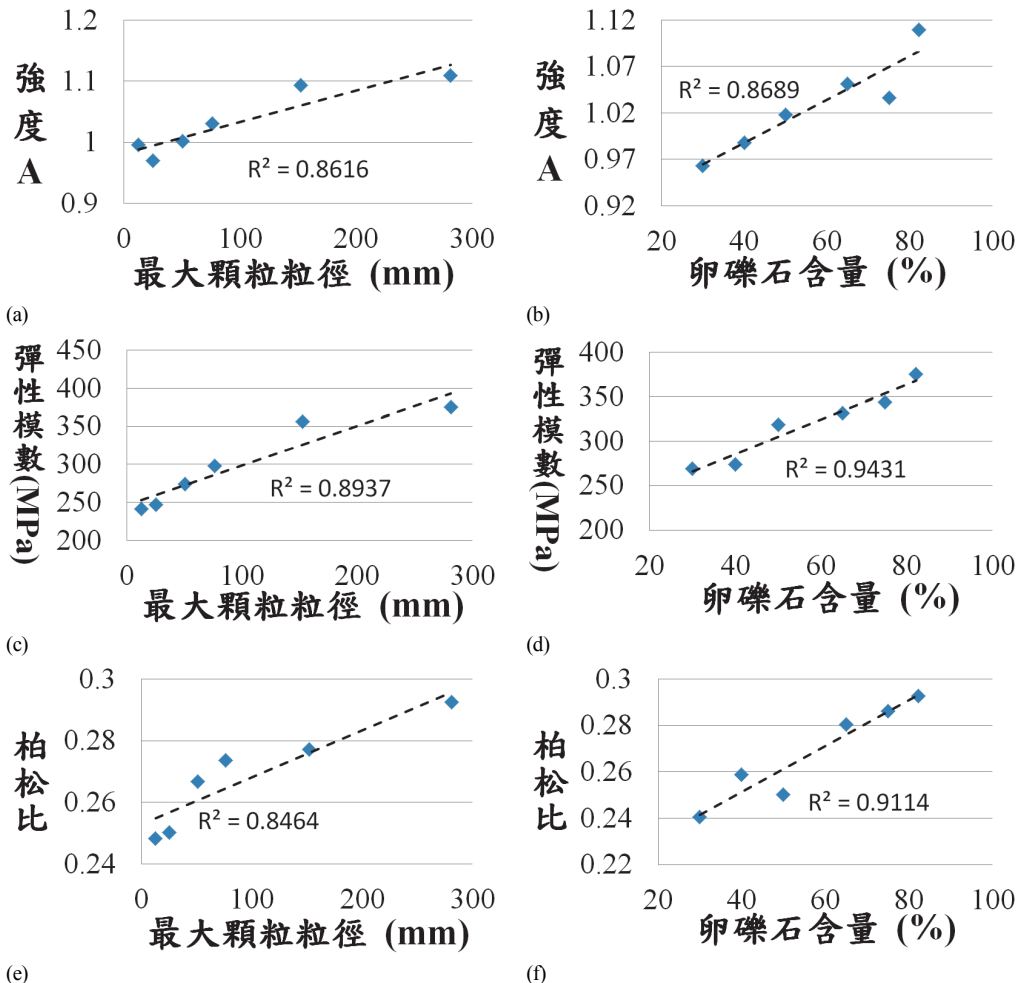 1.2
1.1
1
0.9
強度A
R² = 0.8616
0 100 200 300
最大顆粒粒徑 (mm)
(a)
1.12
1.07
1.02
0.97
0.92
強度A
R² = 0.8689
20 40 60 80 100
卵礫石含量 (%)
(b)
450
400
350
300
250
200
彈性模數(MPa)
R² = 0.8937
0 100 200 300
最大顆粒粒徑 (mm)
(c)
400
350
300
250
200
彈性模數(MPa)
R² = 0.9431
20 40 60 80 100
卵礫石含量 (%)
(d)
0.3
0.28
0.26
0.24
柏松比
R² = 0.8464
0 100 200 300
最大顆粒粒徑 (mm)
(e)
0.3
0.28
0.26
0.24
0.22
柏松比
R² = 0.9114
20 40 60 80 100
卵礫石含量 (%)
(f)